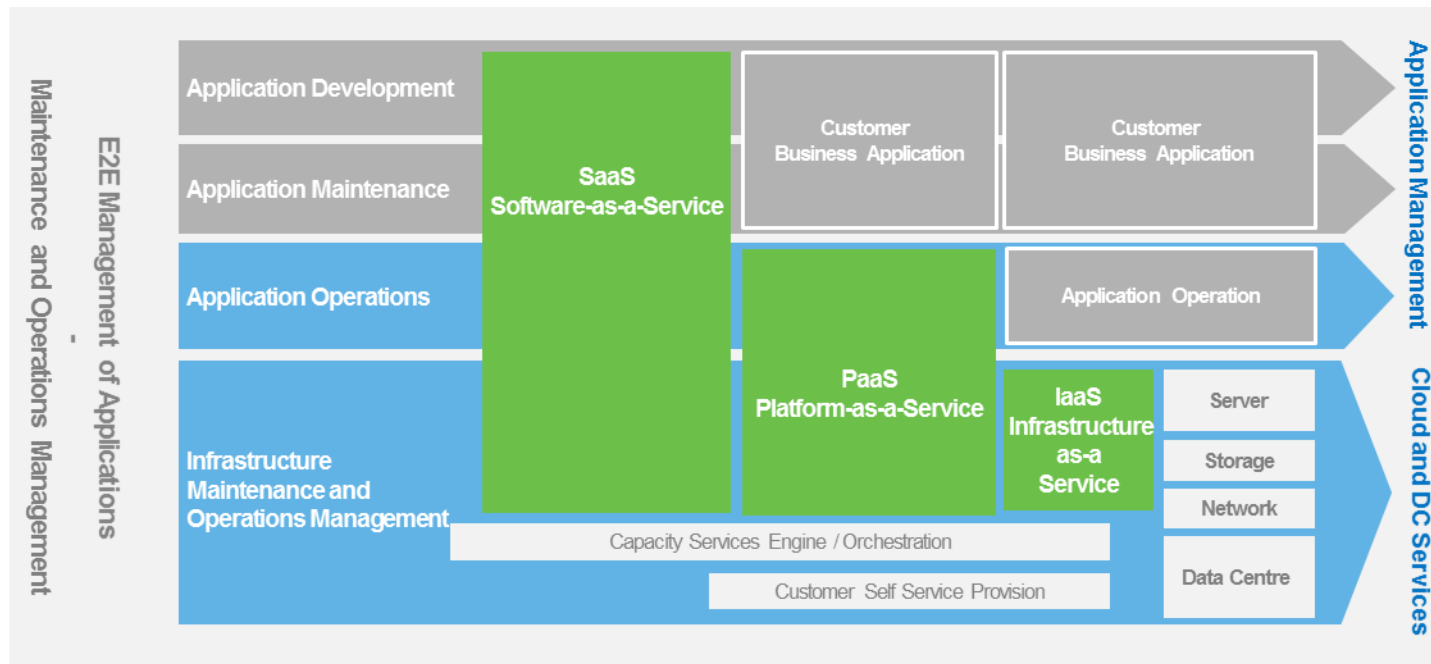 Maintenance and Operations Management
-
E2E Management of Applications
Application Development
Application Maintenance
Application Operations
Infrastructure
Maintenance and
Operations Management
SaaS
Software-as-a-Service
Customer
Business Application
Customer
Business Application
Application Operation
PaaS
Platform-as-a-Service
IaaS
Infrastructure
as-a
Service
Server
Storage
Network
Data Centre
Capacity Services Engine / Orchestration
Customer Self Service Provision
Application Management
Cloud and DC Services